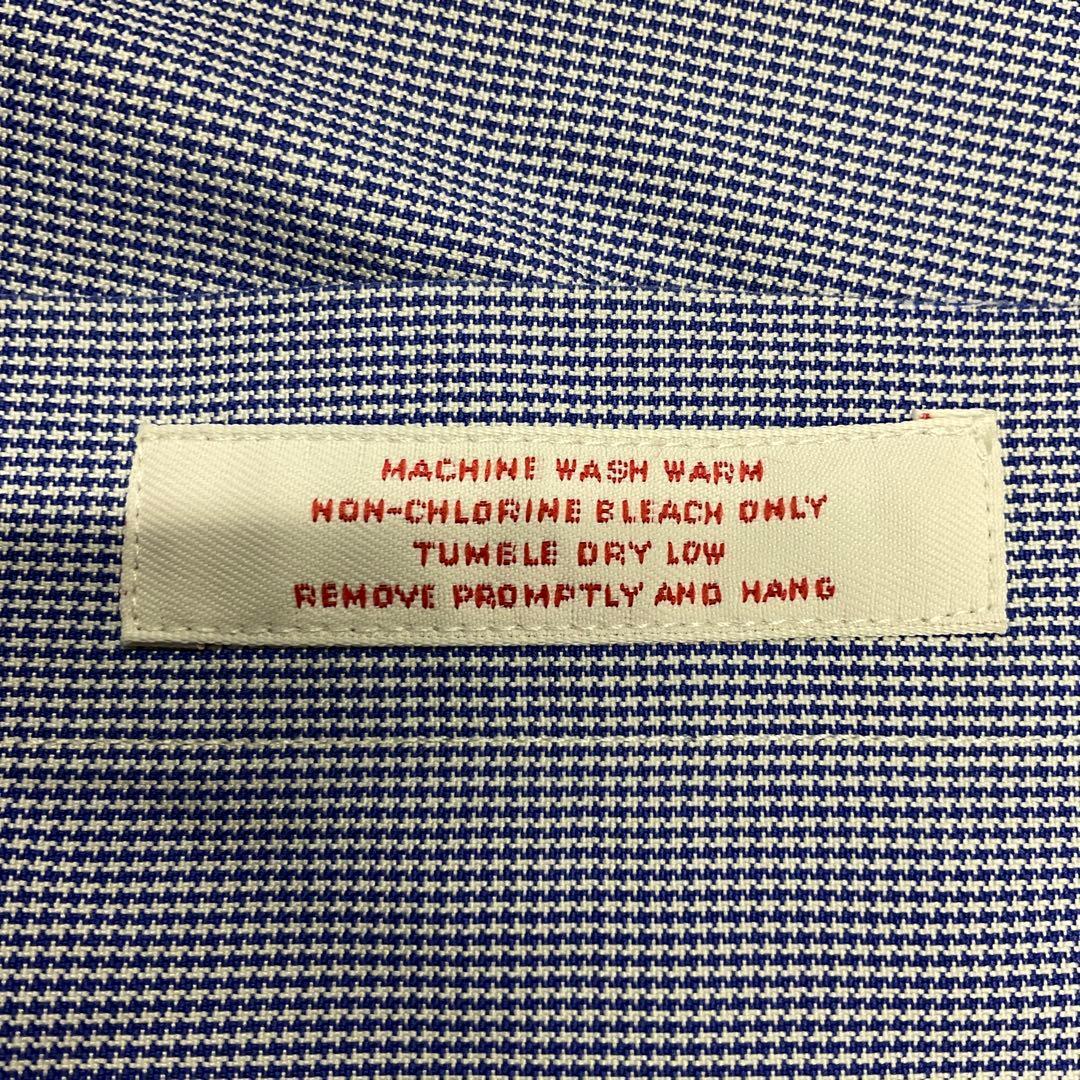 MACHINE WASH WARM
NON-CHLORINE BLEACH ONLY
TUMBLE DRY LOW
REMOVE PROMPTLY AND HANG